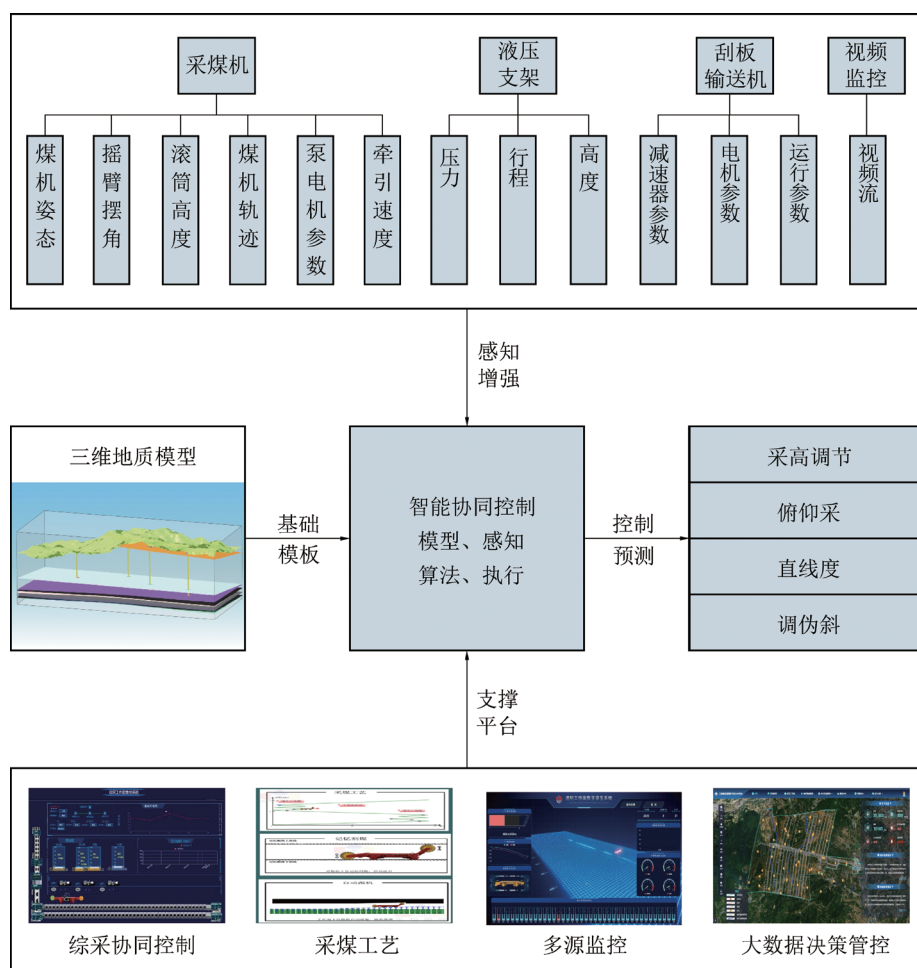 采煤机
液压
支架
刮板
输送机
视频
监控
煤机姿态
摇臂摆角
滚筒高度
煤机轨迹
泵电机参数
牵引速度
压力
行程
高度
减速器参数
电机参数
运行参数
视频流
感知
增强
三维地质模型
基础
模板
智能协同控制
模型、感知
算法、执行
控制
预测
采高调节
俯仰采
直线度
调伪斜
支撑
平台
采煤工艺
综采协同控制
采煤工艺
多源监控
大数据决策管控